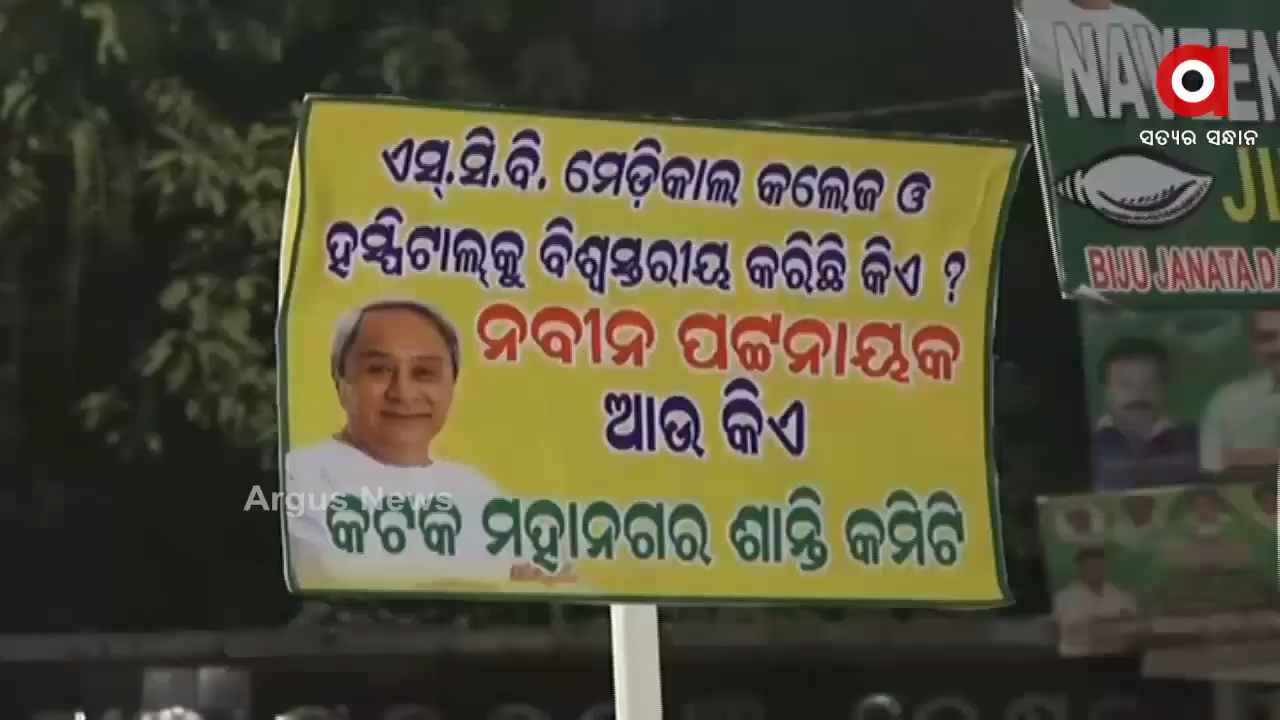 ଏସ୍.ସି.ବି. ମେଡ଼ିକାଲ କଲେଜ ଓ
ହସ୍ପିଟାଲ୍‌କୁ ବିଶ୍ୱସ୍ତରୀୟ କରିଛି କିଏ ?
ନବୀନ ପଟ୍ଟନାୟକ
ଆଉ କିଏ
କଟକ ମହାନଗର ଶାନ୍ତି କମିଟି
Argus News
ସତ୍ୟର ସନ୍ଧାନ
BIJU JANATA